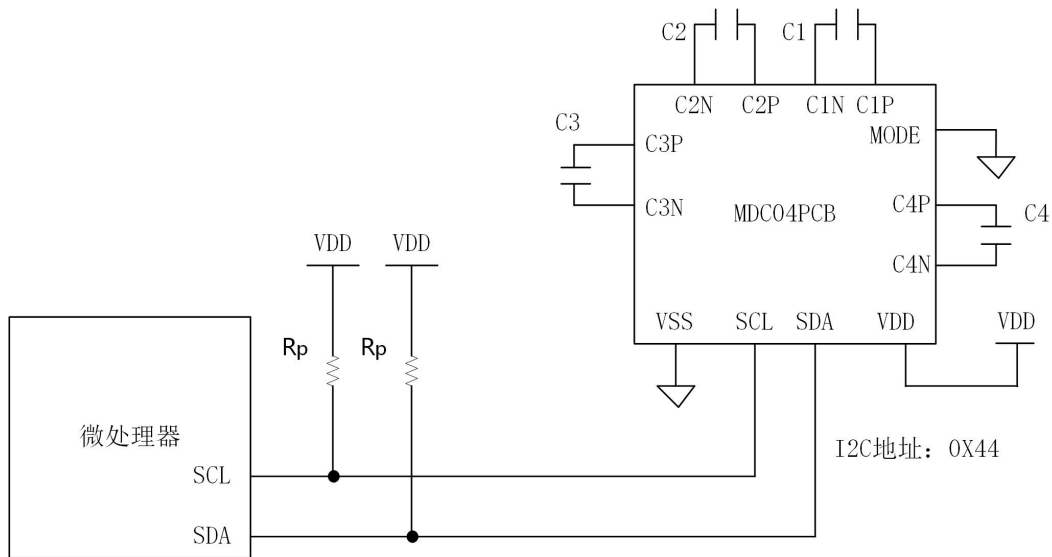 C2
C1
C2N
C2P
C1N
C1P
MODE
C3
C3P
C3N
MDC04PCB
C4P
C4
C4N
VDD
VDD
VSS
SCL
SDA
VDD
VDD
Rp
Rp
微处理器
I2C地址：0X44
SCL
SDA